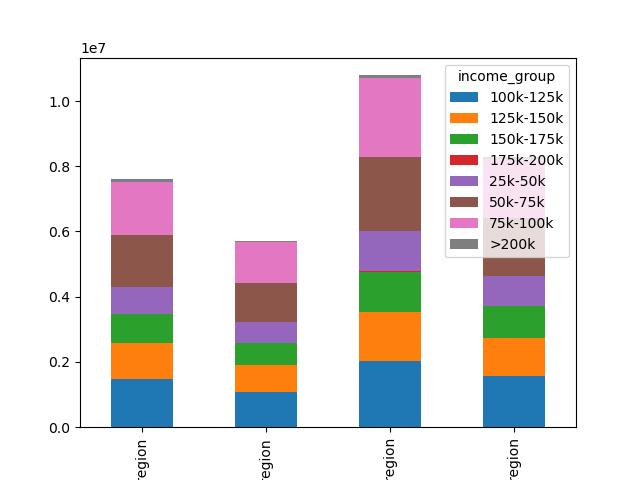 1e7
1.0
0.8
0.6
0.4
0.2
0.0
income_group
100k-125k
125k-150k
150k-175k
175k-200k
25k-50k
50k-75k
75k-100k
>200k
region
region
region
region